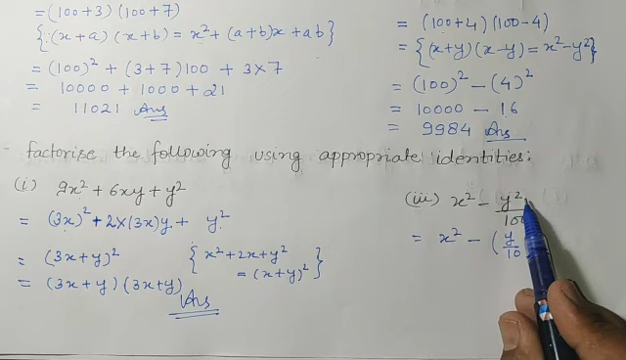 =(100+3)(100+7)
{∵(x+a)(x+b)=x²+(a+b)x+ab}
=(100)²+(3+7)100+3×7
= 10000+1000+21
= 11021 Ans
= (100+4)(100-4)
= {(x+y)(x-y)=x²-y²}
= (100)²-(4)²
= 10000-16
= 9984 Ans
factorise the following using appropriate identities:
(i) 9x²+6xy+y²
= (3x)²+2×(3x)y+y²
= (3x+y)² {x²+2x+y²
=(x+y)²}
= (3x+y)(3x+y)
Ans
(iii) x²-y²/10
= x²-(y/10